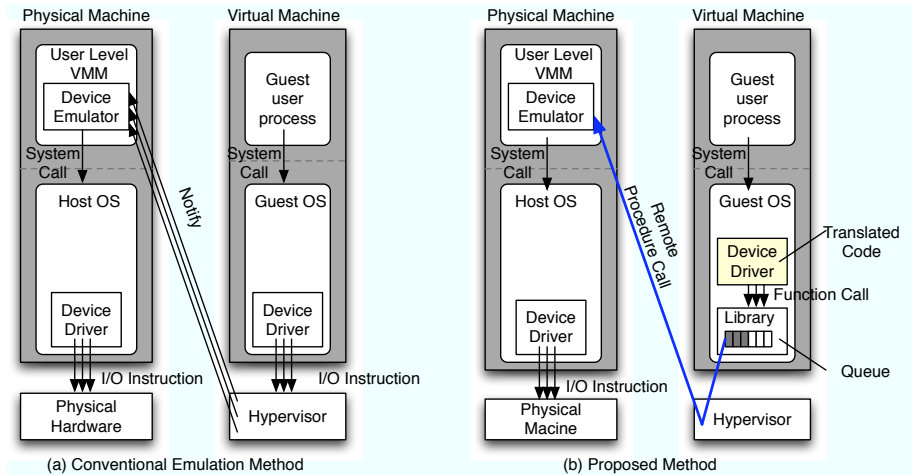 Physical Machine
Virtual Machine
User Level
VMM
Device
Emulator
Guest
user
process
System
Call
System
Call
Host OS
Guest OS
Notify
Device
Driver
Device
Driver
I/O Instruction
I/O Instruction
Physical
Hardware
Hypervisor
(a) Conventional Emulation Method
Physical Machine
Virtual Machine
User Level
VMM
Device
Emulator
Guest
user
process
System
Call
System
Call
Host OS
Guest OS
Remote
Procedure Call
Device
Driver
Translated
Code
Function Call
Library
Device
Driver
Queue
I/O Instruction
Physical
Macine
Hypervisor
(b) Proposed Method